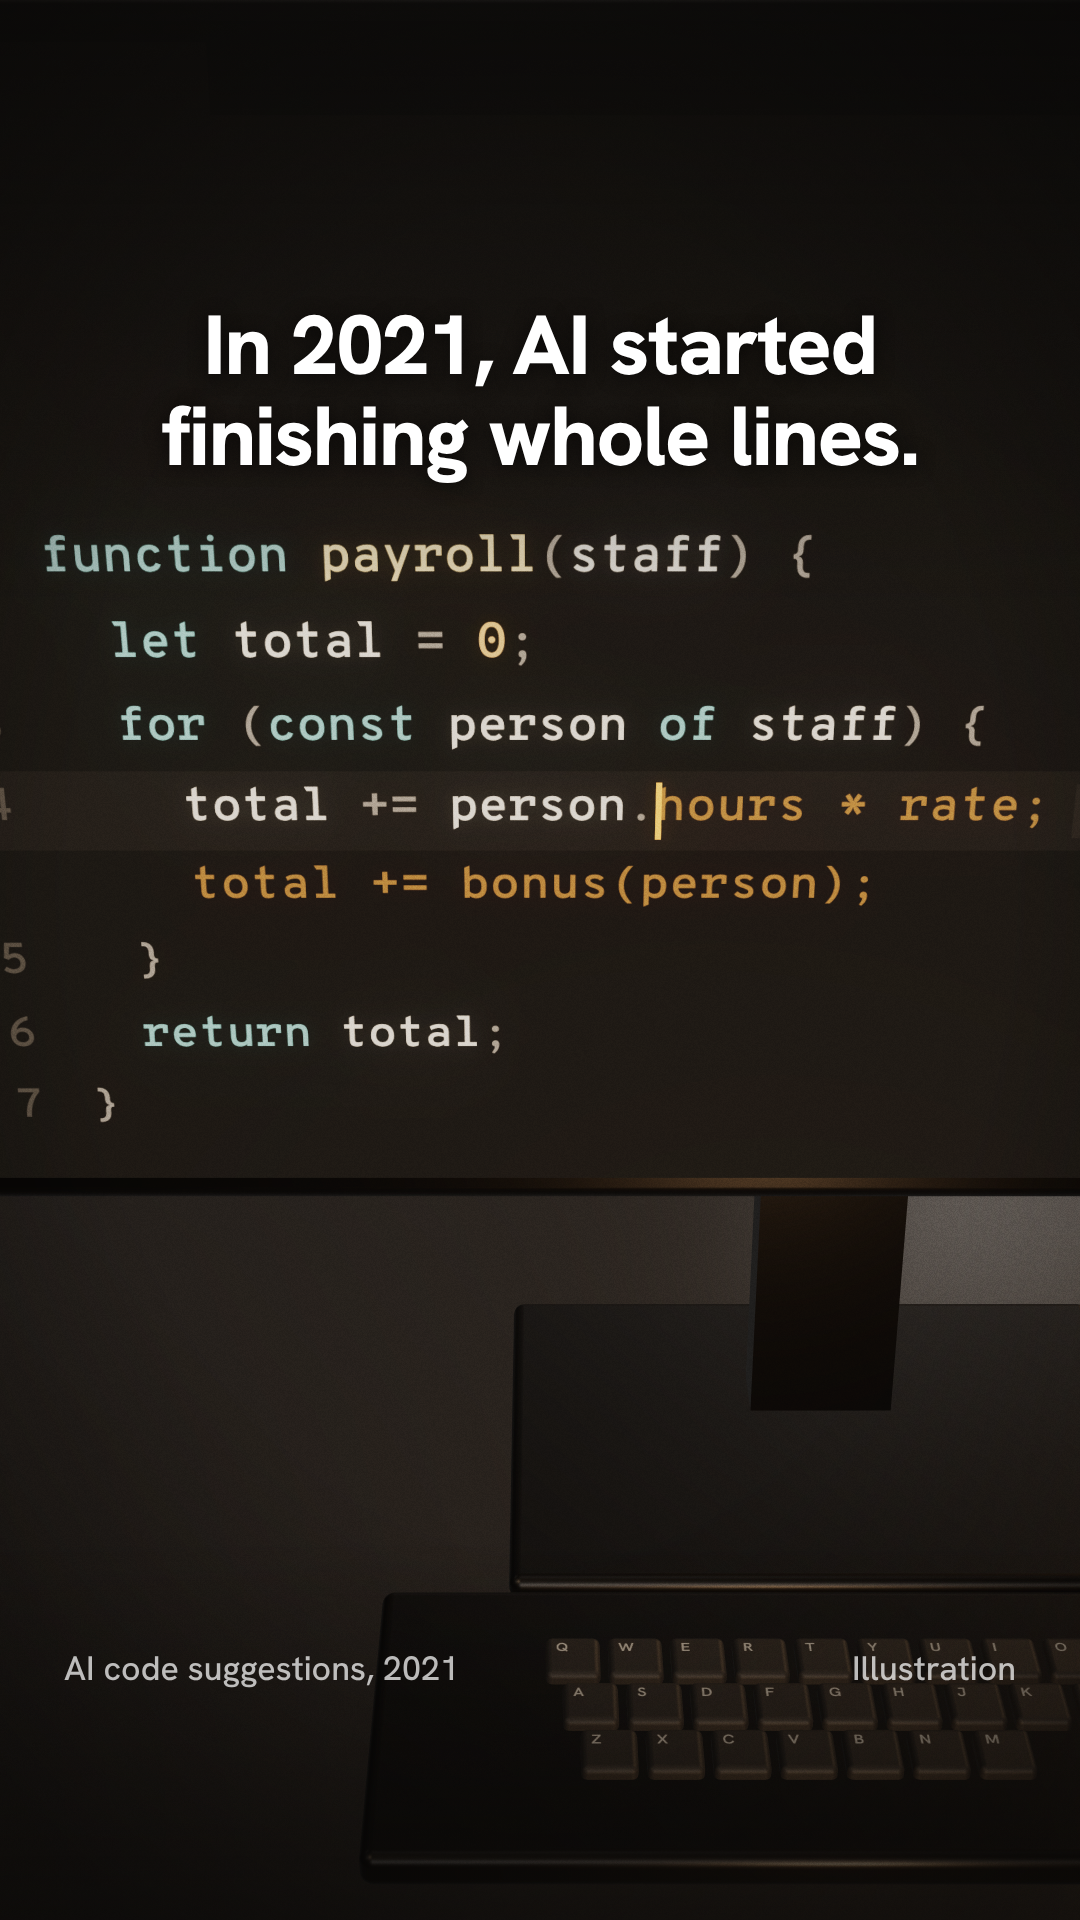 In 2021, AI started
finishing whole lines.
function payroll(staff) {
let total = 0;
for (const person of staff) {
4 total += person.hours * rate;
total += bonus(person);
5 }
6 return total;
7 }
AI code suggestions, 2021
Illustration
Q W E R T Y U I O
A S D F G H J K
Z X C V B N M